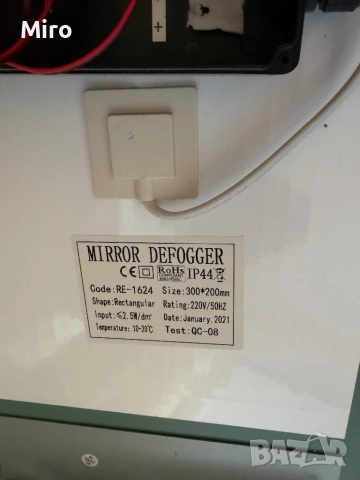 Miro
+
MIRROR DEFOGGER
CE RoHS IP44
Code: RE-1624 Size: 300*200mm
Shape: Rectangular Rating: 220V/50HZ
input: ≤2.5W/dm² Date: January. 2021
Temperature: 10-20℃ Test: QC-08
BAZAR